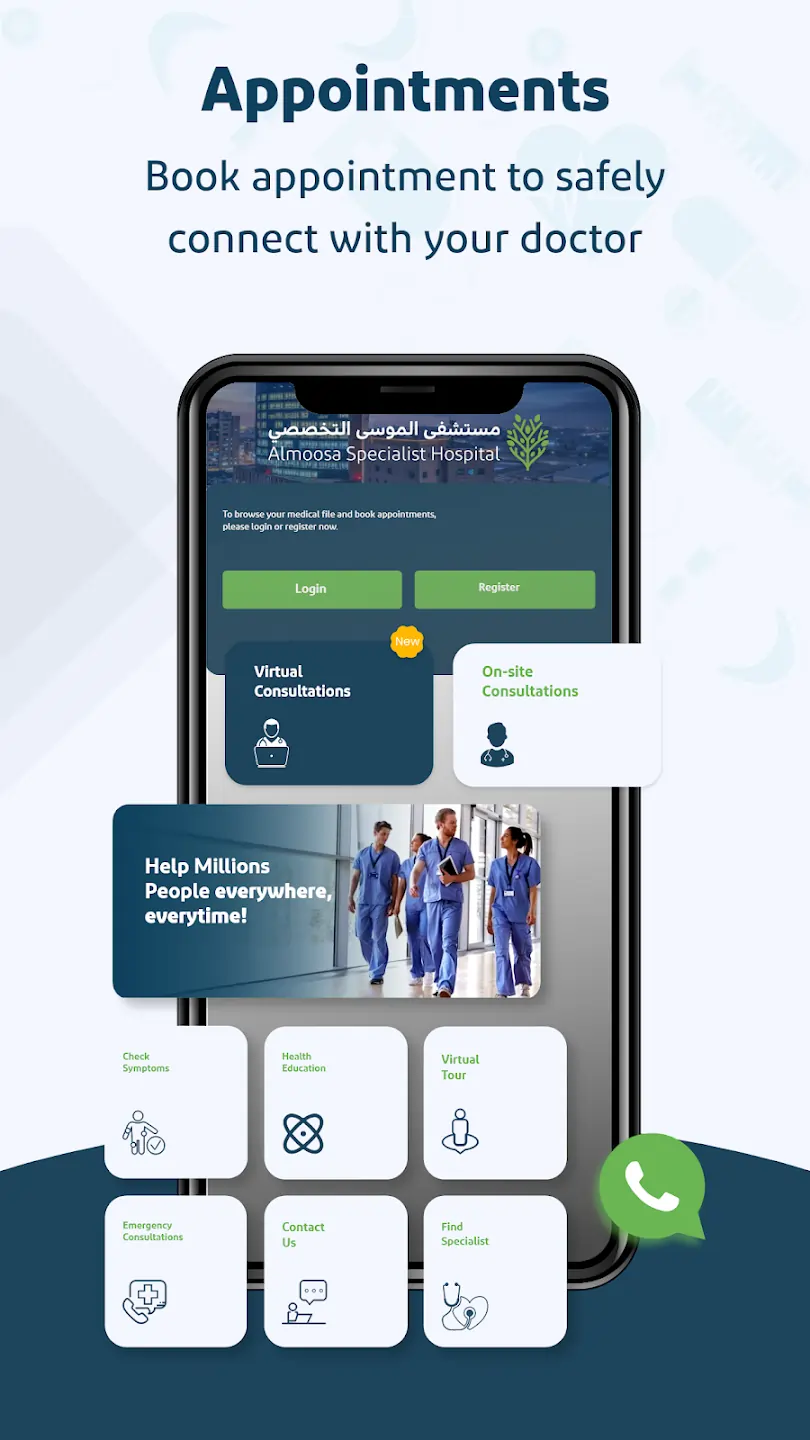 Appointments
Book appointment to safely
connect with your doctor
مستشفى الموسى التخصصي
Almoosa Specialist Hospital
To browse your medical file and book appointments,
please login or register now.
Login
Register
New
Virtual
Consultations
On-site
Consultations
Help Millions
People everywhere,
everytime!
Check
Symptoms
Health
Education
Virtual
Tour
Emergency
Consultations
Contact
Us
Find
Specialist